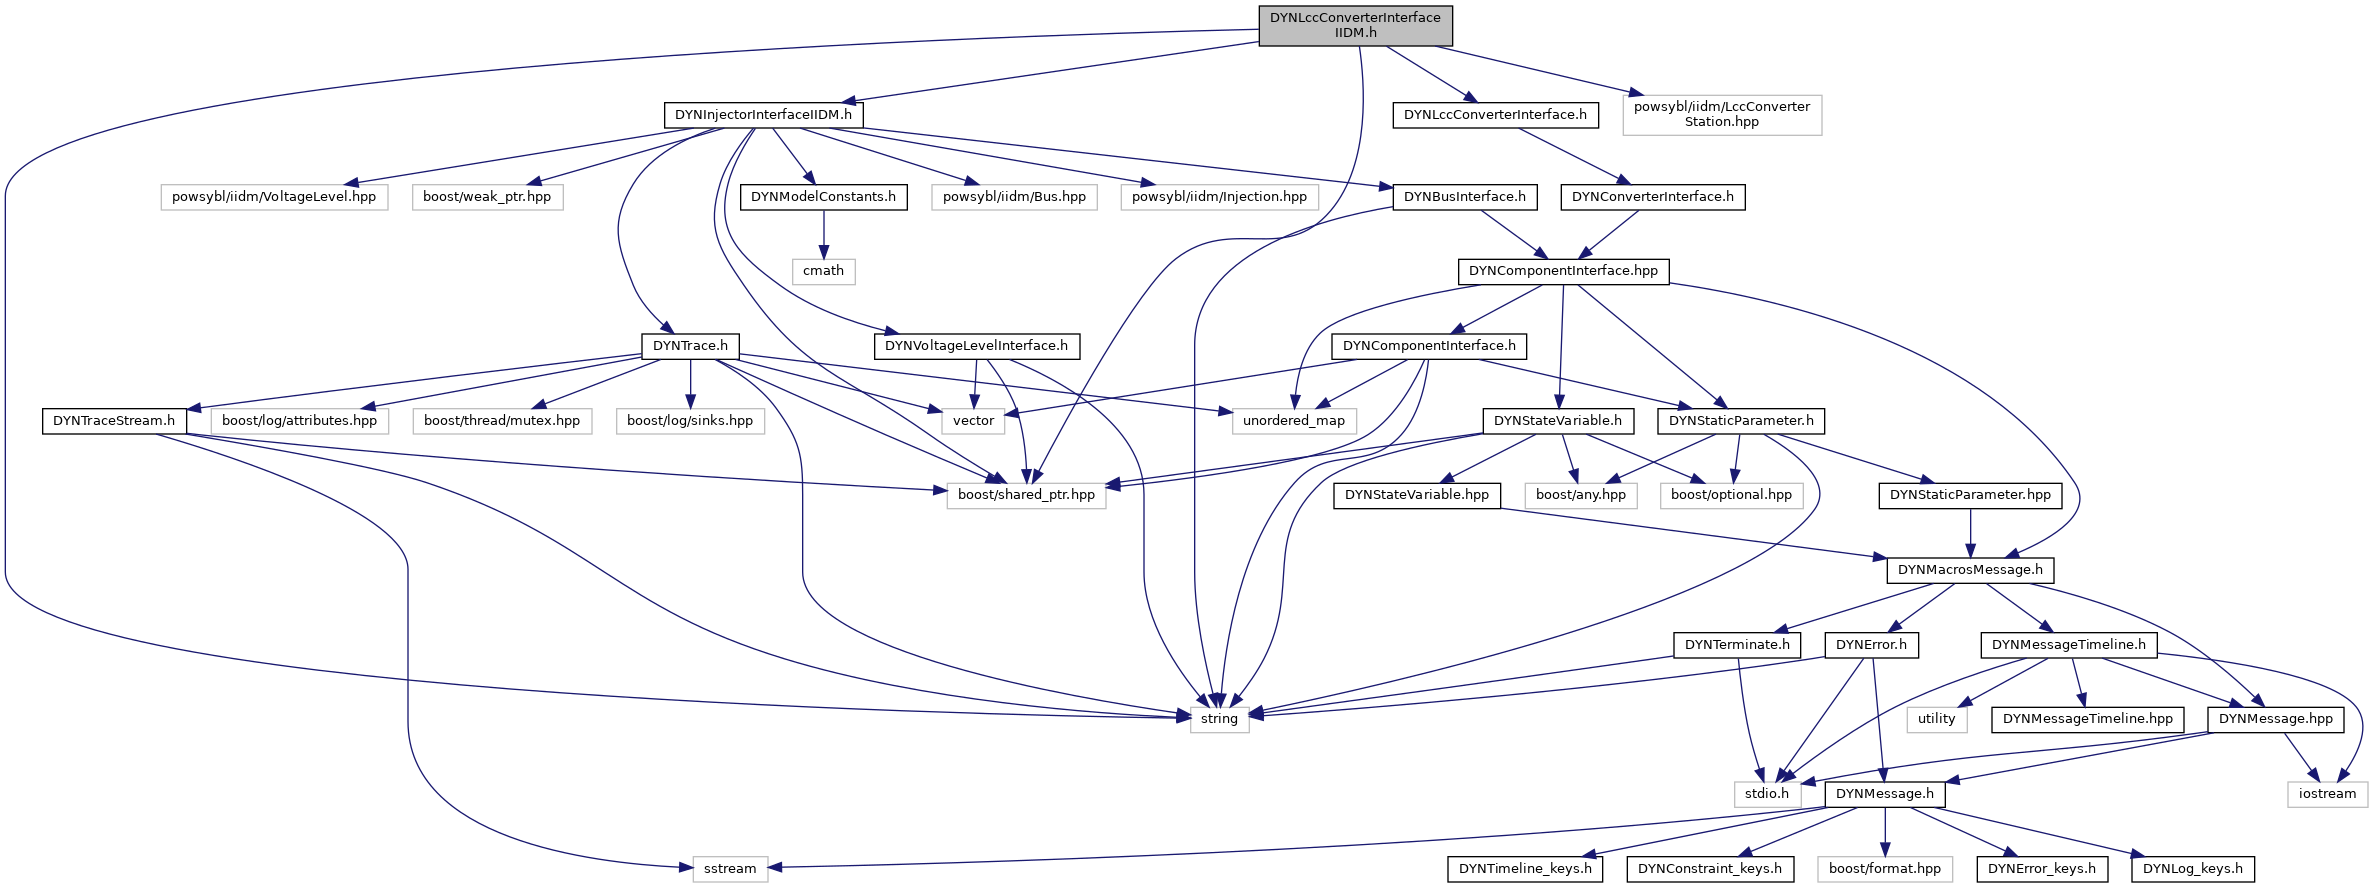 DYNLccConverterInterface
IIDM.h
DYNInjectorInterfaceIIDM.h
DYNLccConverterInterface.h
powsybl/iidm/LccConverter
Station.hpp
powsybl/iidm/VoltageLevel.hpp
boost/weak_ptr.hpp
DYNModelConstants.h
powsybl/iidm/Bus.hpp
powsybl/iidm/Injection.hpp
DYNBusInterface.h
DYNConverterInterface.h
cmath
DYNComponentInterface.hpp
DYNTrace.h
DYNVoltageLevelInterface.h
DYNComponentInterface.h
DYNTraceStream.h
boost/log/attributes.hpp
boost/thread/mutex.hpp
boost/log/sinks.hpp
vector
unordered_map
DYNStateVariable.h
DYNStaticParameter.h
boost/shared_ptr.hpp
DYNStateVariable.hpp
boost/any.hpp
boost/optional.hpp
DYNStaticParameter.hpp
DYNMacrosMessage.h
DYNTerminate.h
DYNError.h
DYNMessageTimeline.h
string
utility
DYNMessageTimeline.hpp
DYNMessage.hpp
stdio.h
DYNMessage.h
iostream
sstream
DYNTimeline_keys.h
DYNConstraint_keys.h
boost/format.hpp
DYNError_keys.h
DYNLog_keys.h